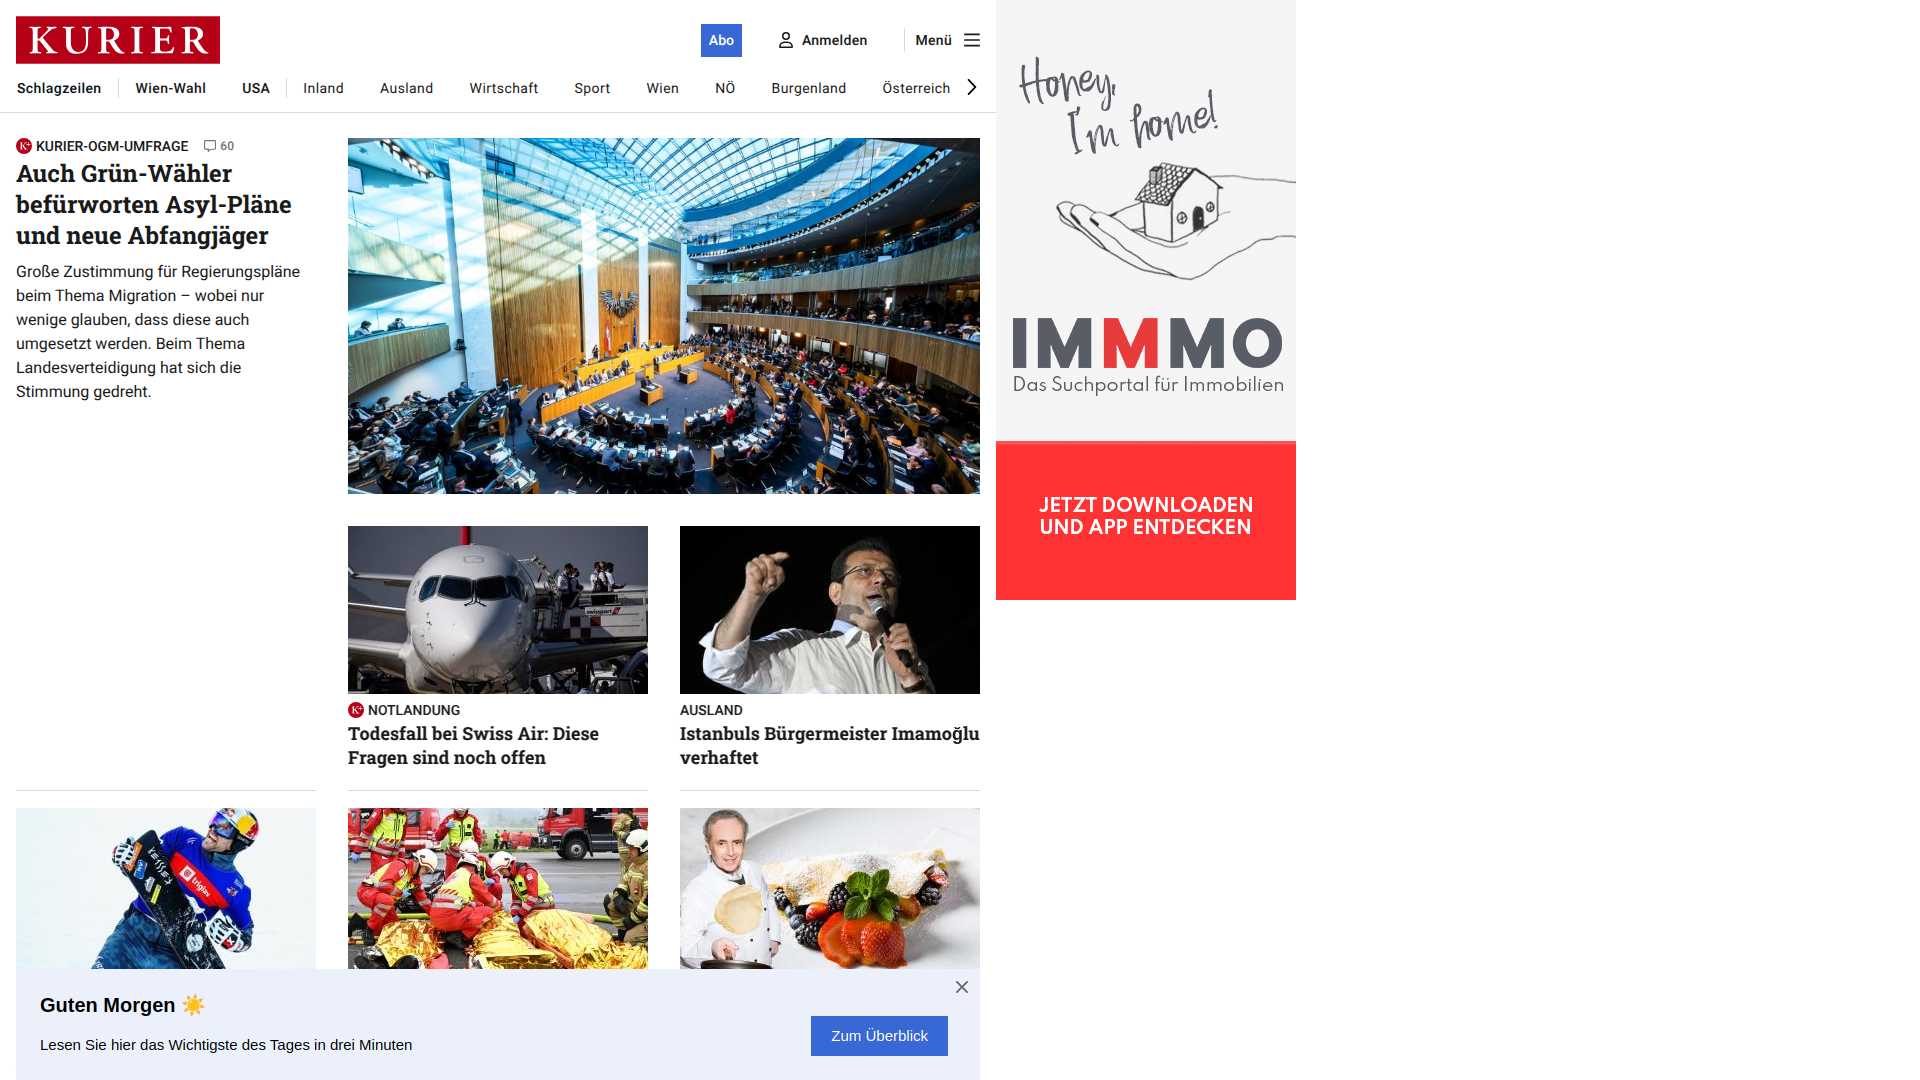 KURIER
Abo
Anmelden
Menü
Schlagzeilen
Wien-Wahl
USA
Inland
Ausland
Wirtschaft
Sport
Wien
NÖ
Burgenland
Österreich
KURIER-OGM-UMFRAGE
60
Auch Grün-Wähler
befürworten Asyl-Pläne
und neue Abfangjäger
Große Zustimmung für Regierungspläne
beim Thema Migration – wobei nur
wenige glauben, dass diese auch
umgesetzt werden. Beim Thema
Landesverteidigung hat sich die
Stimmung gedreht.
NOTLANDUNG
Todesfall bei Swiss Air: Diese
Fragen sind noch offen
AUSLAND
Istanbuls Bürgermeister Imamoğlu
verhaftet
Guten Morgen ☀️
Lesen Sie hier das Wichtigste des Tages in drei Minuten
Zum Überblick
Honey,
I'm home!
IMMMO
Das Suchportal für Immobilien
JETZT DOWNLOADEN
UND APP ENTDECKEN